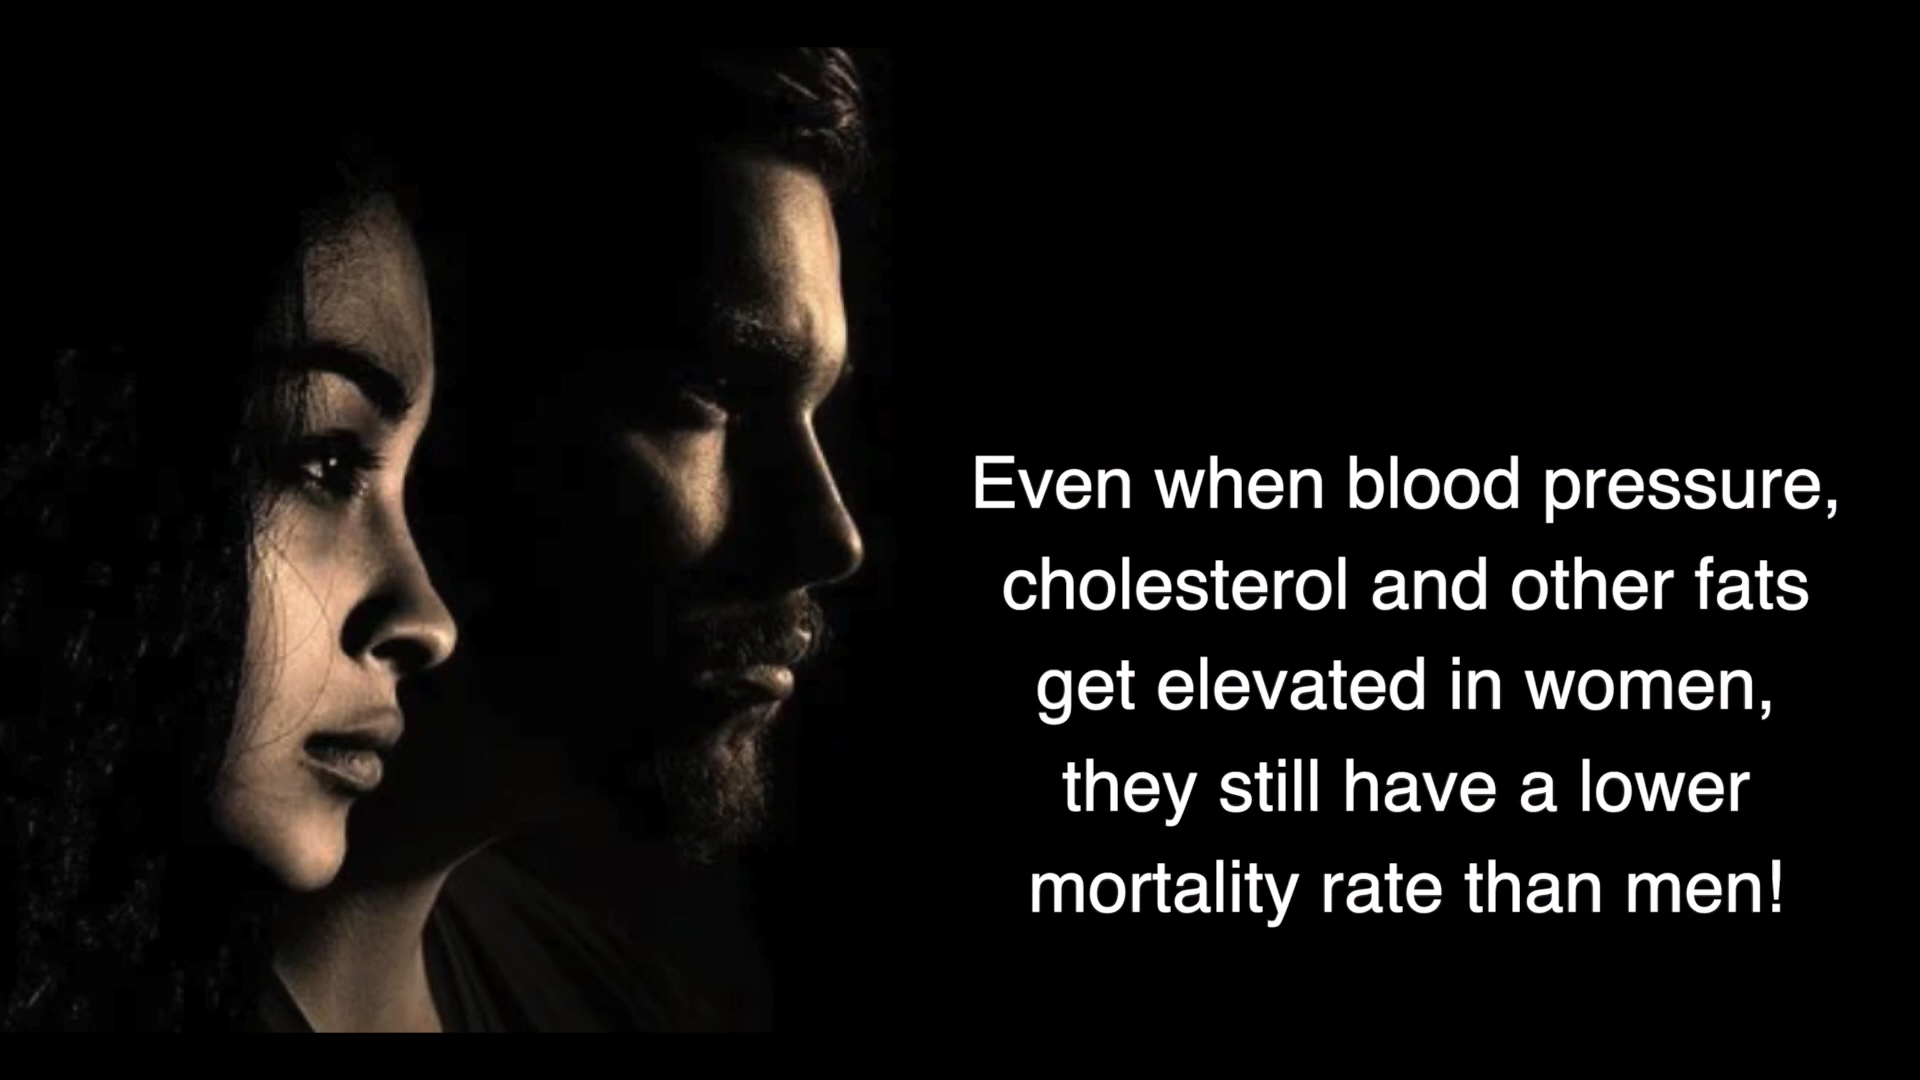 Even when blood pressure,
cholesterol and other fats
get elevated in women,
they still have a lower
mortality rate than men!